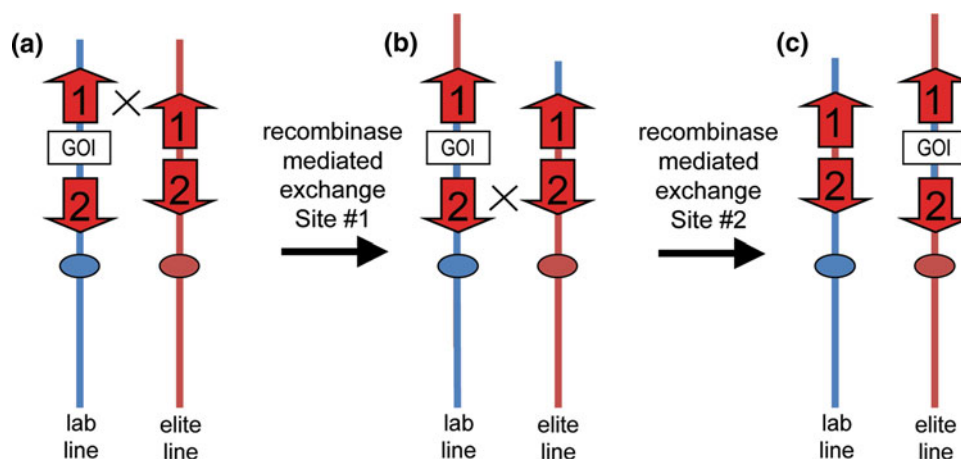 (a)
1
GOI
2
1
2
lab
line
elite
line
recombinase
mediated
exchange
Site #1
(b)
1
GOI
2
1
2
lab
line
elite
line
recombinase
mediated
exchange
Site #2
(c)
1
2
1
GOI
2
lab
line
elite
line